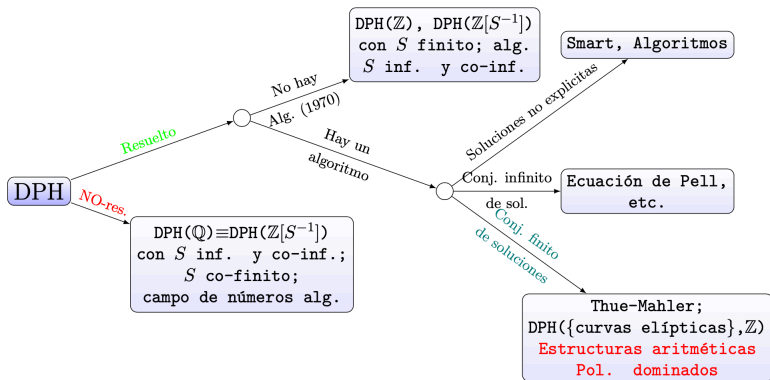 DPH
Resuelto
NO-res.
No hay
Alg. (1970)
DPH(ℤ), DPH(ℤ[S⁻¹])
con S finito; alg.
S inf. y co-inf.
Hay un
algoritmo
Soluciones no explicitas
Smart, Algoritmos
Conj. infinito
de sol.
Ecuación de Pell,
etc.
Conj. finito
de soluciones
Thue-Mahler;
DPH({curvas elípticas},ℤ)
Estructuras aritméticas
Pol. dominados
DPH(ℚ)≡DPH(ℤ[S⁻¹])
con S inf. y co-inf.;
S co-finito;
campo de números alg.